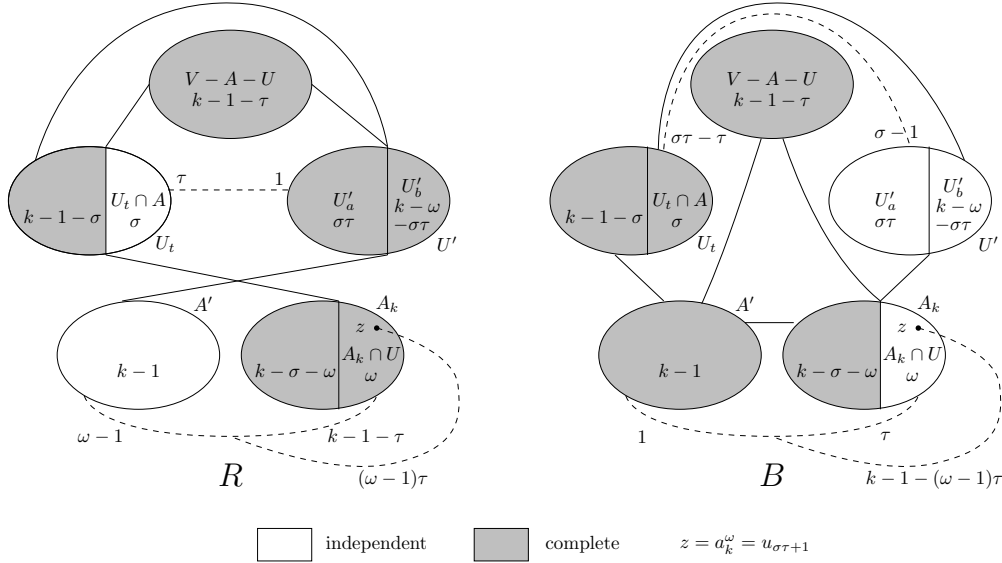 V − A − U
k − 1 − τ
k − 1 − σ
U_t ∩ A
σ
U_t
τ
1
U′_a
στ
U′_b
k − ω
−στ
U′
A′
k − 1
A_k
z
k − σ − ω
A_k ∩ U
ω
ω − 1
k − 1 − τ
(ω − 1)τ
R
V − A − U
k − 1 − τ
στ − τ
σ − 1
k − 1 − σ
U_t ∩ A
σ
U_t
U′_a
στ
U′_b
k − ω
−στ
U′
A′
k − 1
A_k
z
k − σ − ω
A_k ∩ U
ω
1
τ
k − 1 − (ω − 1)τ
B
independent
complete
z = a_k^ω = u_{στ+1}